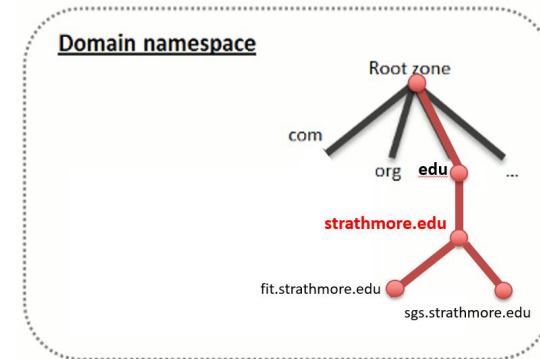 Domain namespace
Root zone
com
org
edu
...
strathmore.edu
fit.strathmore.edu
sgs.strathmore.edu